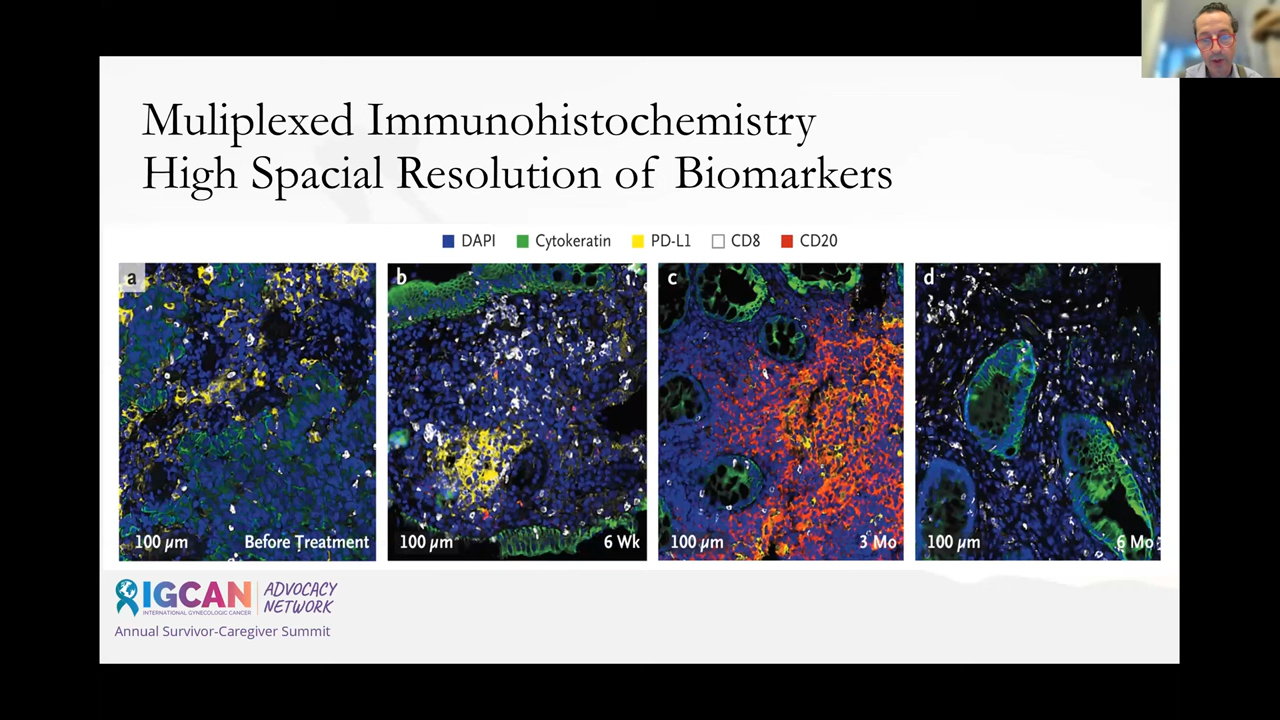 Muliplexed Immunohistochemistry
High Spacial Resolution of Biomarkers
DAPI Cytokeratin PD-L1 CD8 CD20
a
b
c
d
100 µm Before Treatment
100 µm 6 Wk
100 µm 3 Mo
100 µm 6 Mo
IGCAN ADVOCACY
INTERNATIONAL GYNECOLOGIC CANCER NETWORK
Annual Survivor-Caregiver Summit